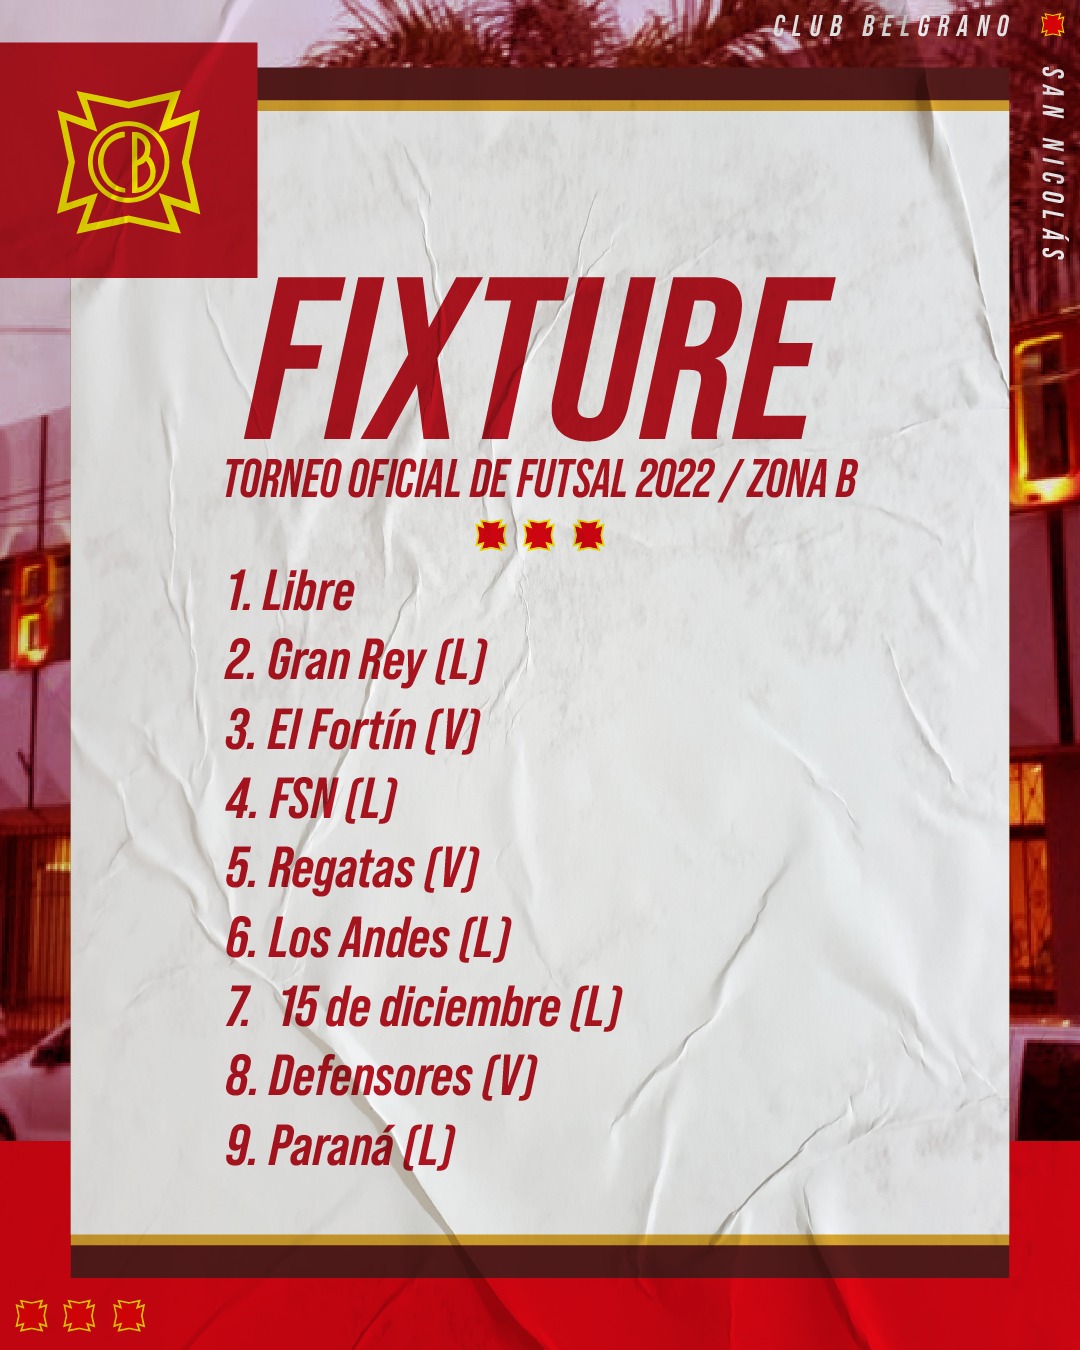 CLUB BELGRANO
SAN NICOLÁS
CB
FIXTURE
TORNEO OFICIAL DE FUTSAL 2022 / ZONA B
1. Libre
2. Gran Rey (L)
3. El Fortín (V)
4. FSN (L)
5. Regatas (V)
6. Los Andes (L)
7. 15 de diciembre (L)
8. Defensores (V)
9. Paraná (L)